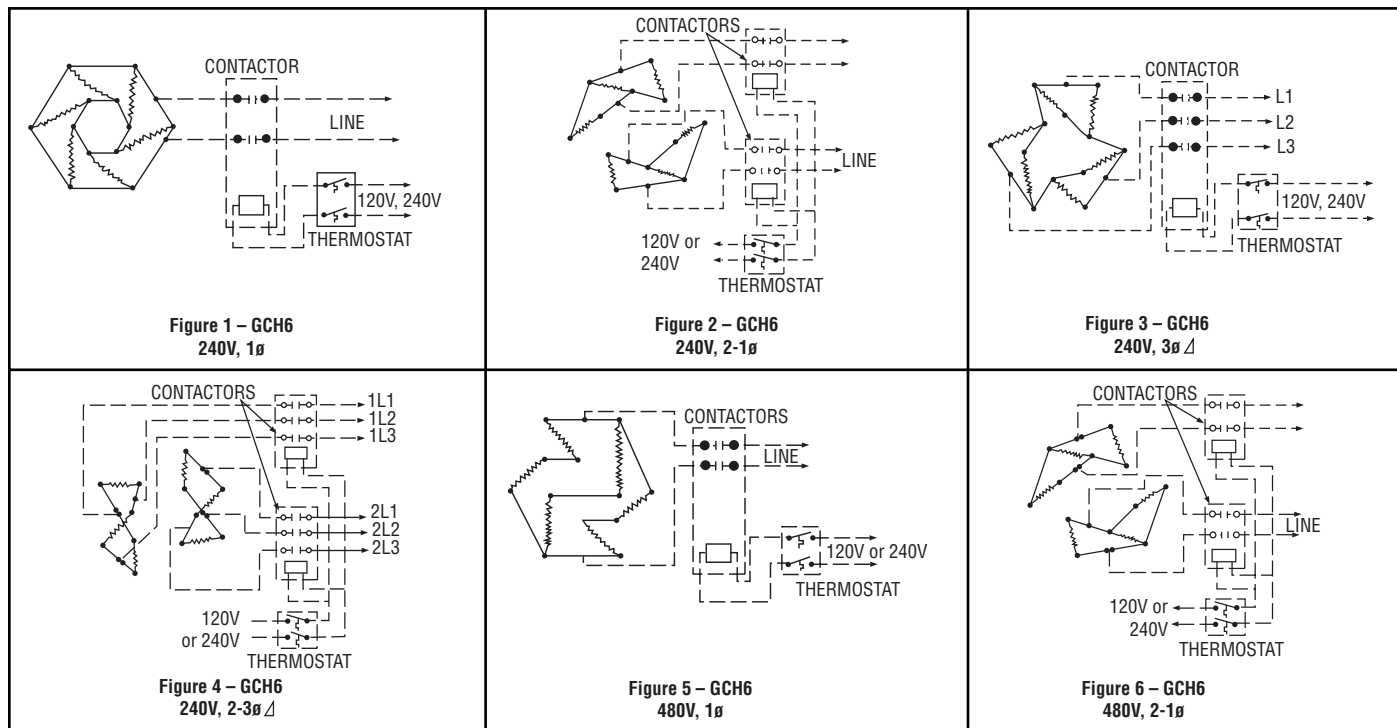 CONTACTOR
LINE
120V, 240V
THERMOSTAT
Figure 1 – GCH6
240V, 1ø
CONTACTORS
LINE
120V or
240V
THERMOSTAT
Figure 2 – GCH6
240V, 2-1ø
CONTACTOR
L1
L2
L3
120V, 240V
THERMOSTAT
Figure 3 – GCH6
240V, 3ø ⊿
CONTACTORS
1L1
1L2
1L3
2L1
2L2
2L3
120V
or 240V
THERMOSTAT
Figure 4 – GCH6
240V, 2-3ø ⊿
CONTACTORS
LINE
120V or 240V
THERMOSTAT
Figure 5 – GCH6
480V, 1ø
CONTACTORS
LINE
120V or
240V
THERMOSTAT
Figure 6 – GCH6
480V, 2-1ø